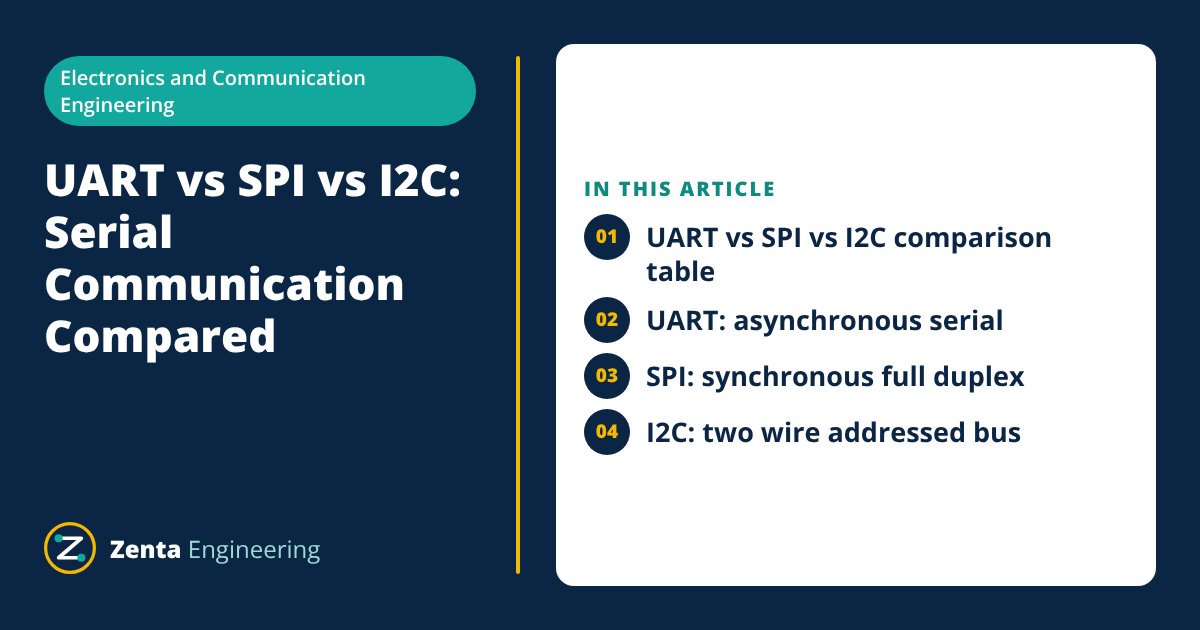 Electronics and Communication
Engineering
UART vs SPI vs I2C:
Serial
Communication
Compared
Zenta Engineering
IN THIS ARTICLE
01 UART vs SPI vs I2C comparison
table
02 UART: asynchronous serial
03 SPI: synchronous full duplex
04 I2C: two wire addressed bus